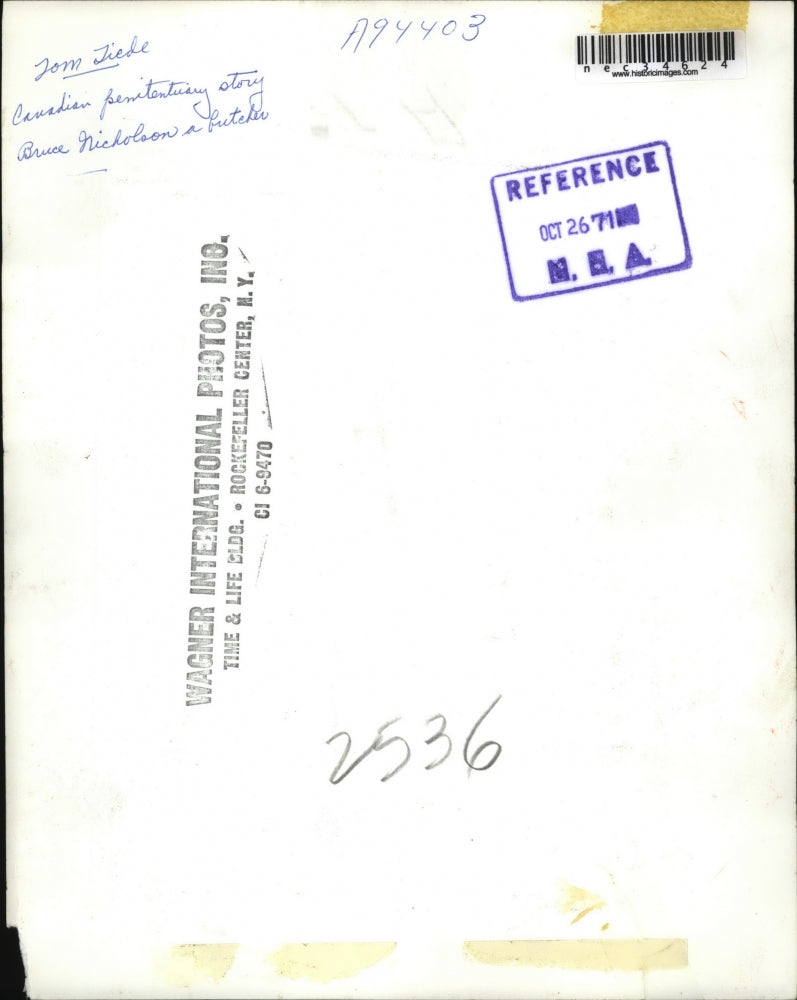 A94403
Tom Tiede
Canadian penitentuary story
Bruce Nicholson a butcher
nec34624
www.historicimages.com
REFERENCE
OCT 26 71
N. E. A.
WAGNER INTERNATIONAL PHOTOS, INC.
TIME & LIFE BLDG. • ROCKEFELLER CENTER, N. Y.
CI 6-9470
2536